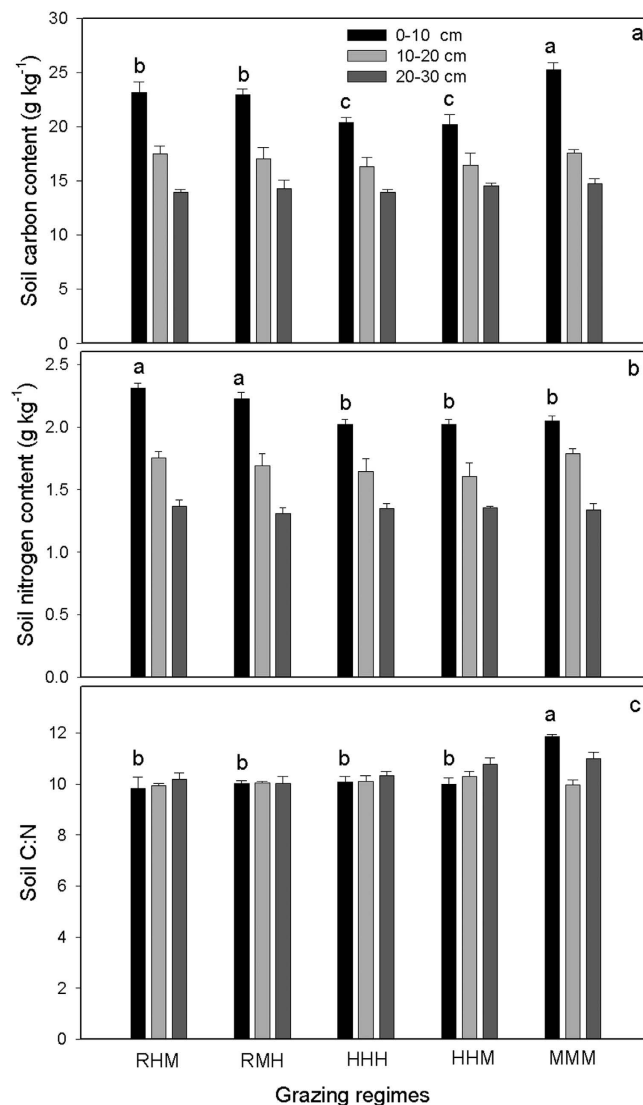 0-10 cm
10-20 cm
20-30 cm
a
30
25
20
15
10
5
0
Soil carbon content (g kg⁻¹)
b b c c a
b
2.5
2.0
1.5
1.0
0.5
0.0
Soil nitrogen content (g kg⁻¹)
a a b b b
c
12
10
8
6
4
2
0
Soil C:N
b b b b a
RHM RMH HHH HHM MMM
Grazing regimes